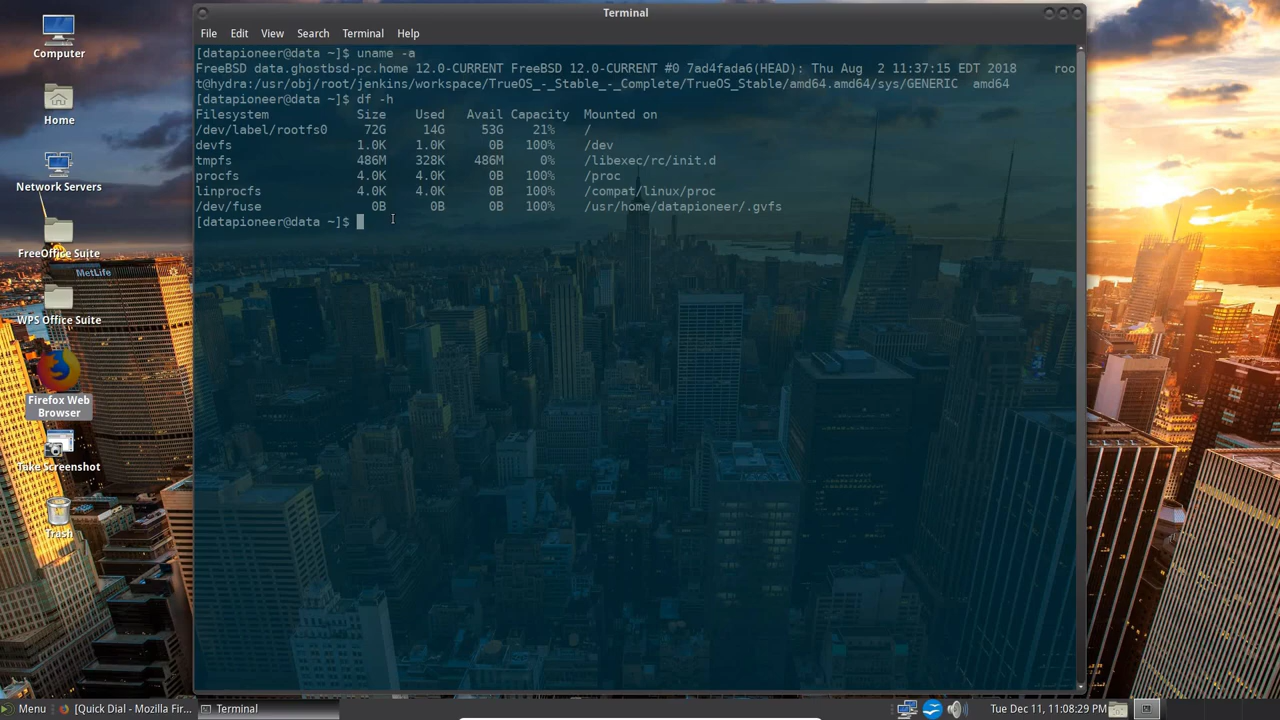 Terminal
File Edit View Search Terminal Help
[datapioneer@data ~]$ uname -a
FreeBSD data.ghostbsd-pc.home 12.0-CURRENT FreeBSD 12.0-CURRENT #0 7ad4fada6(HEAD): Thu Aug  2 11:37:15 EDT 2018     roo
t@hydra:/usr/obj/root/jenkins/workspace/TrueOS_-_Stable_-_Complete/TrueOS_Stable/amd64.amd64/sys/GENERIC  amd64
[datapioneer@data ~]$ df -h
Filesystem Size Used Avail Capacity Mounted on
/dev/label/rootfs0 72G 14G 53G 21% /
devfs 1.0K 1.0K 0B 100% /dev
tmpfs 486M 328K 486M 0% /libexec/rc/init.d
procfs 4.0K 4.0K 0B 100% /proc
linprocfs 4.0K 4.0K 0B 100% /compat/linux/proc
/dev/fuse 0B 0B 0B 100% /usr/home/datapioneer/.gvfs
[datapioneer@data ~]$
Computer
Home
Network Servers
FreeOffice Suite
MetLife
WPS Office Suite
Firefox Web
Browser
Take Screenshot
Trash
Menu [Quick Dial - Mozilla Fir... Terminal Tue Dec 11, 11:08:29 PM